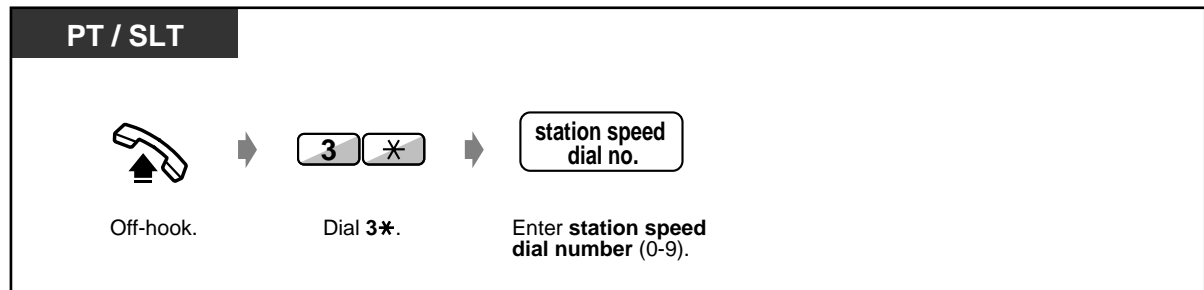 PT / SLT
3 ✳
station speed
dial no.
Off-hook.
Dial 3✳.
Enter station speed
dial number (0-9).